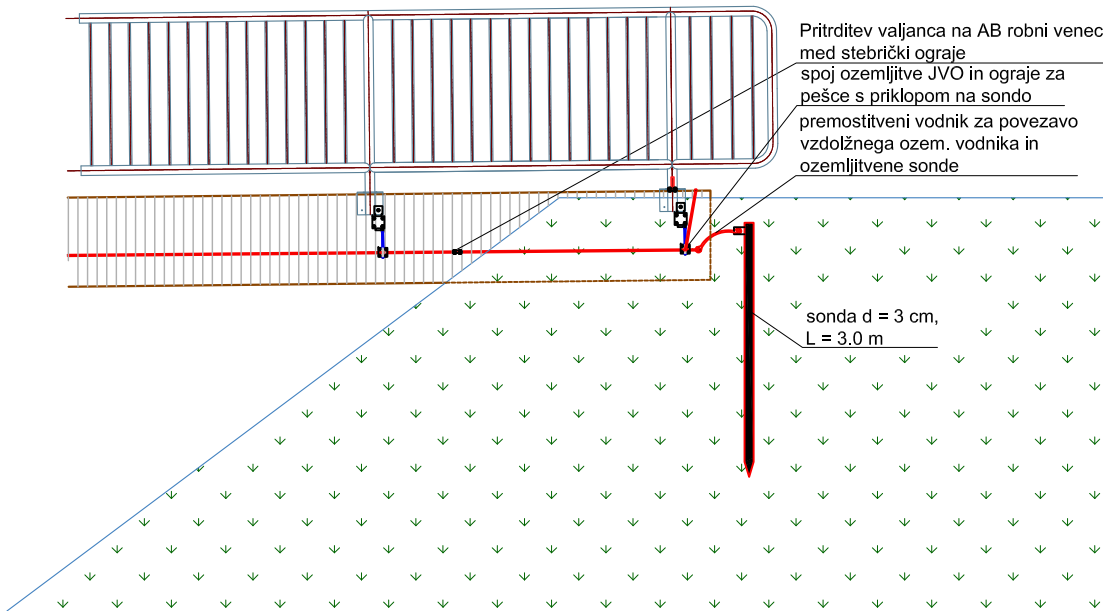 Pritrditev valjanca na AB robni venec
med stebrički ograje
spoj ozemljitve JVO in ograje za
pešce s priklopom na sondo
premostitveni vodnik za povezavo
vzdolžnega ozem. vodnika in
ozemljitvene sonde
sonda d = 3 cm,
L = 3.0 m